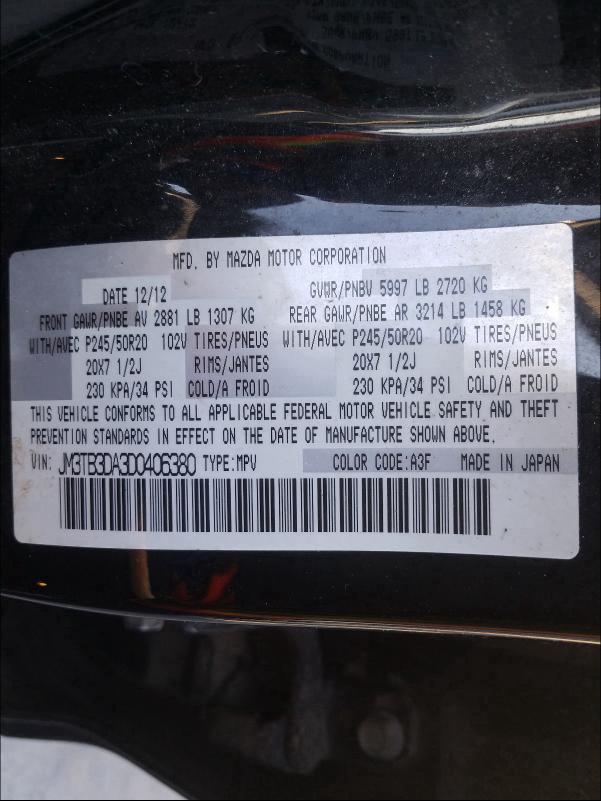 MFD. BY MAZDA MOTOR CORPORATION
DATE 12/12 GVWR/PNBV 5997 LB 2720 KG
FRONT GAWR/PNBE AV 2881 LB 1307 KG REAR GAWR/PNBE AR 3214 LB 1458 KG
WITH/AVEC P245/50R20 102V TIRES/PNEUS WITH/AVEC P245/50R20 102V TIRES/PNEUS
20X7 1/2J RIMS/JANTES 20X7 1/2J RIMS/JANTES
230 KPA/34 PSI COLD/A FROID 230 KPA/34 PSI COLD/A FROID
THIS VEHICLE CONFORMS TO ALL APPLICABLE FEDERAL MOTOR VEHICLE SAFETY AND THEFT
PREVENTION STANDARDS IN EFFECT ON THE DATE OF MANUFACTURE SHOWN ABOVE.
VIN: JM3TB3DA3D0406380 TYPE:MPV COLOR CODE:A3F MADE IN JAPAN